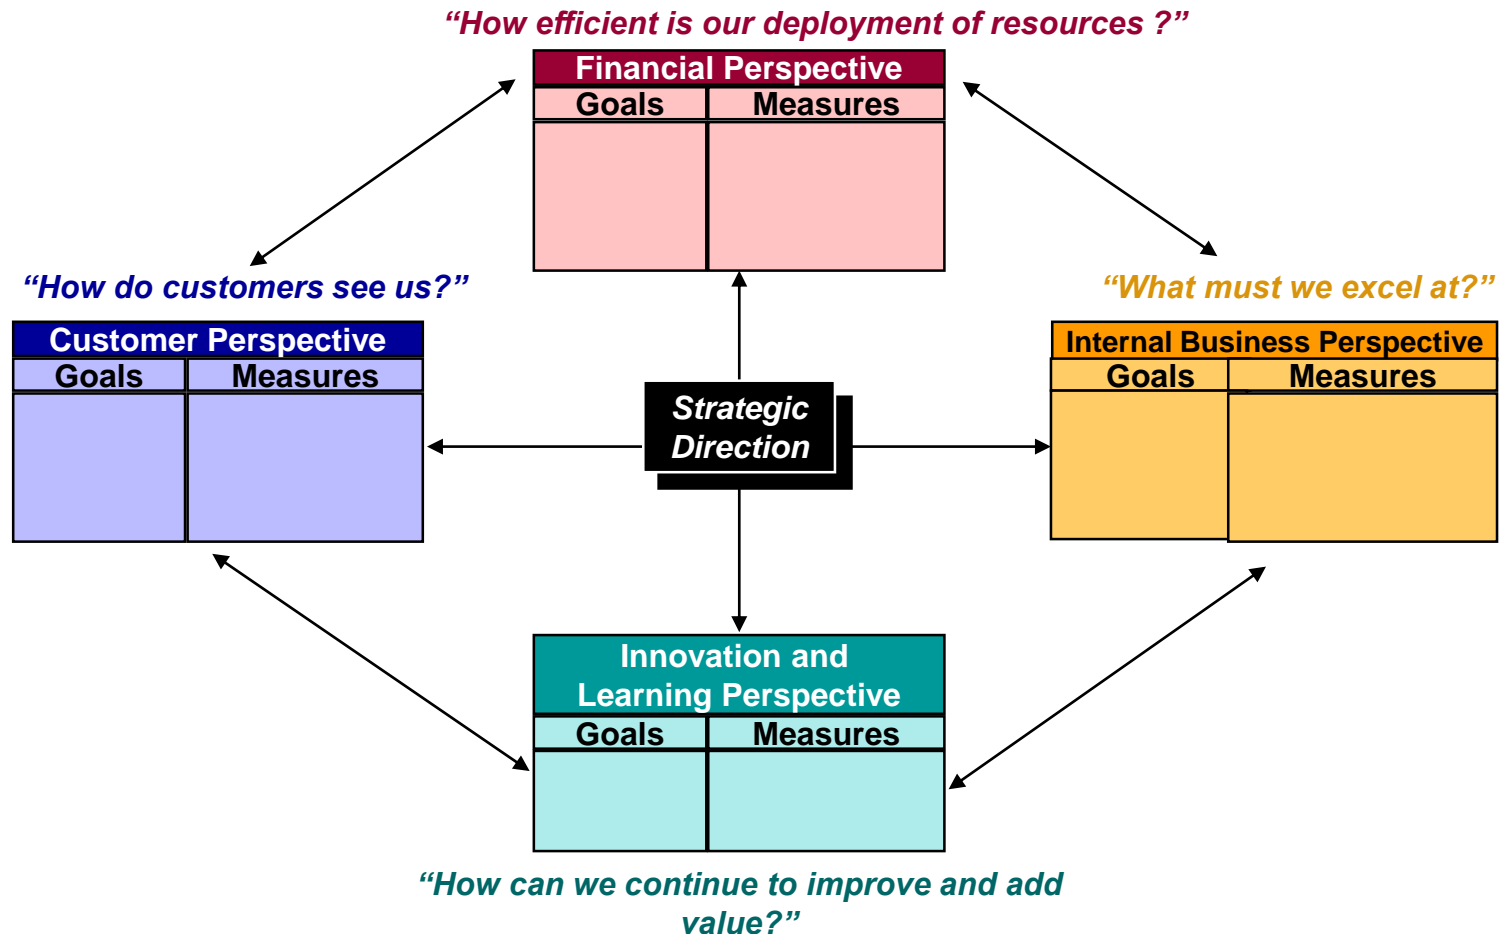 “How efficient is our deployment of resources ?”
Financial Perspective
Goals Measures
“How do customers see us?”
Customer Perspective
Goals Measures
“What must we excel at?”
Internal Business Perspective
Goals Measures
Strategic
Direction
Innovation and
Learning Perspective
Goals Measures
“How can we continue to improve and add
value?”